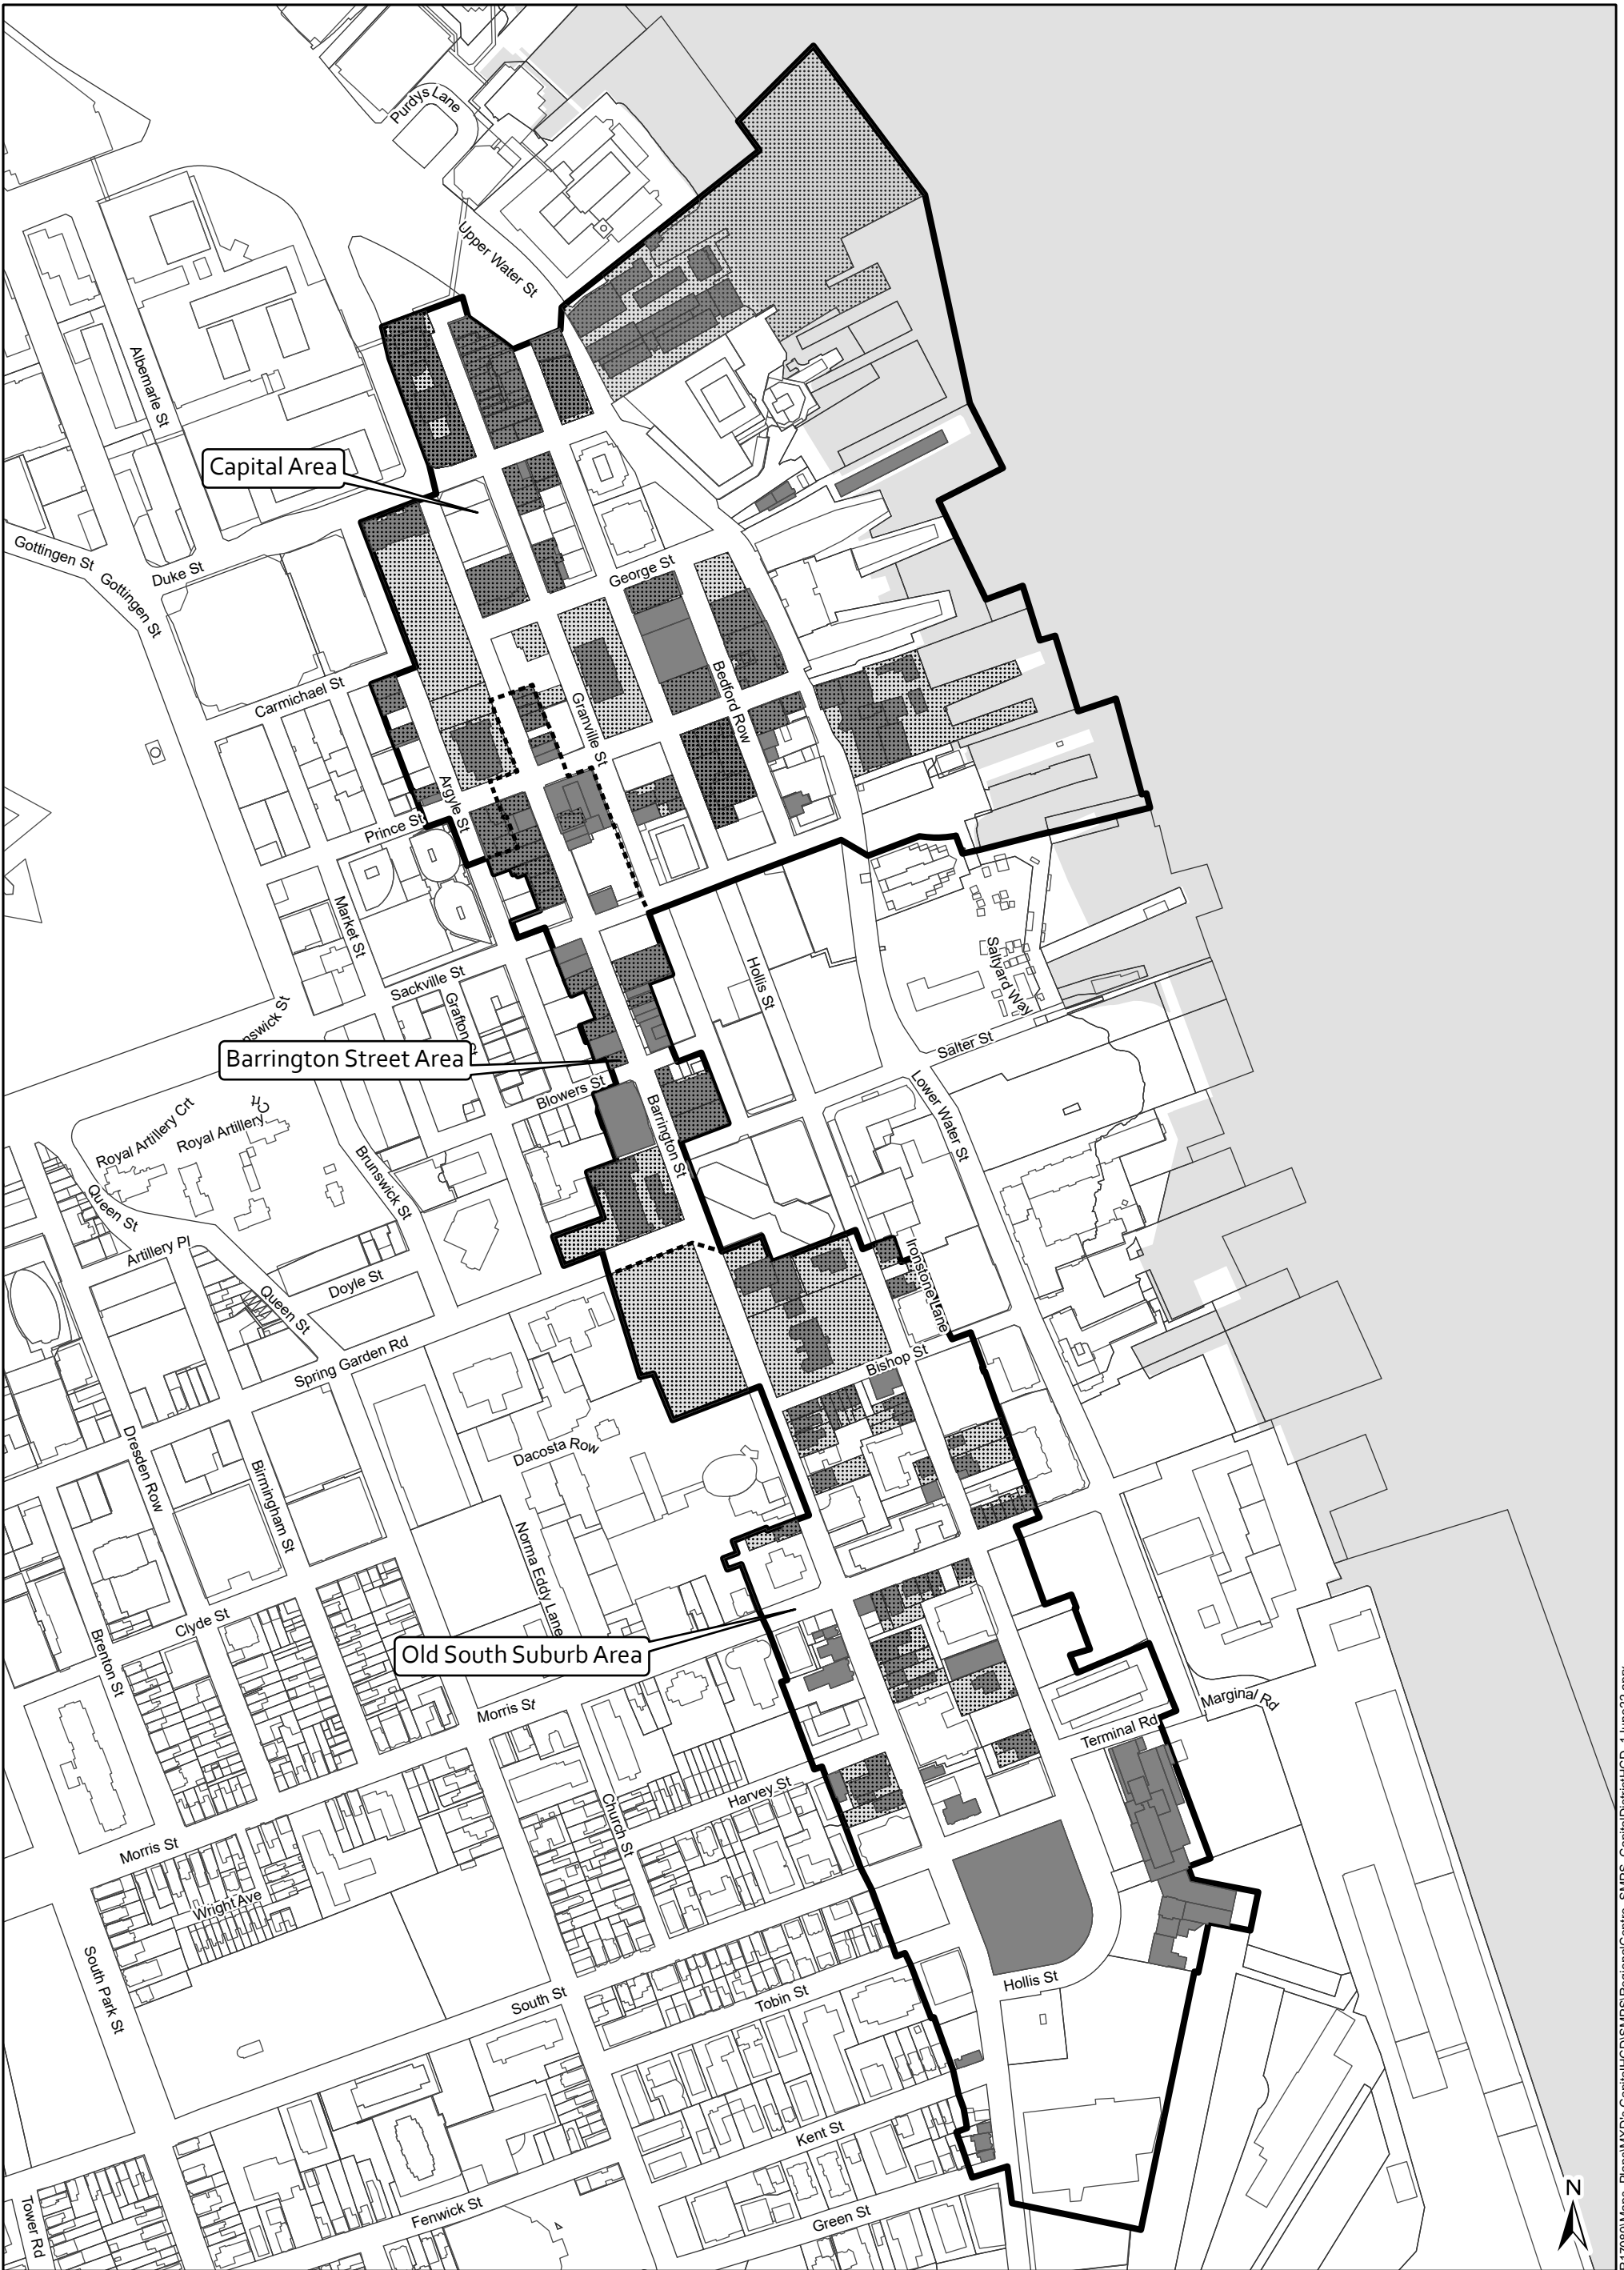 Purdys Lane
Upper Water St
Albemarle St
Capital Area
Gottingen St
Duke St
Gottingen St
George St
Carmichael St
Bedford Row
Granville St
Argyle St
Prince St
Market St
Hollis St
Saltyard Way
Sackville St
Grafton S
nswick St
Salter St
Barrington Street Area
Blowers St
Lower Water St
Barrington St
Royal Artillery Crt
Royal Artillery
Brunswick St
Queen St
Artillery Pl
Ironstone Lane
Doyle St
Queen St
Spring Garden Rd
Bishop St
Dresden Row
Dacosta Row
Birmingham St
Norma Eddy Lane
Clyde St
Brenton St
Old South Suburb Area
Morris St
Marginal Rd
Terminal Rd
Harvey St
Church St
Morris St
Wright Ave
South Park St
Hollis St
South St
Tobin St
Kent St
Fenwick St
Green St
Tower Rd
N